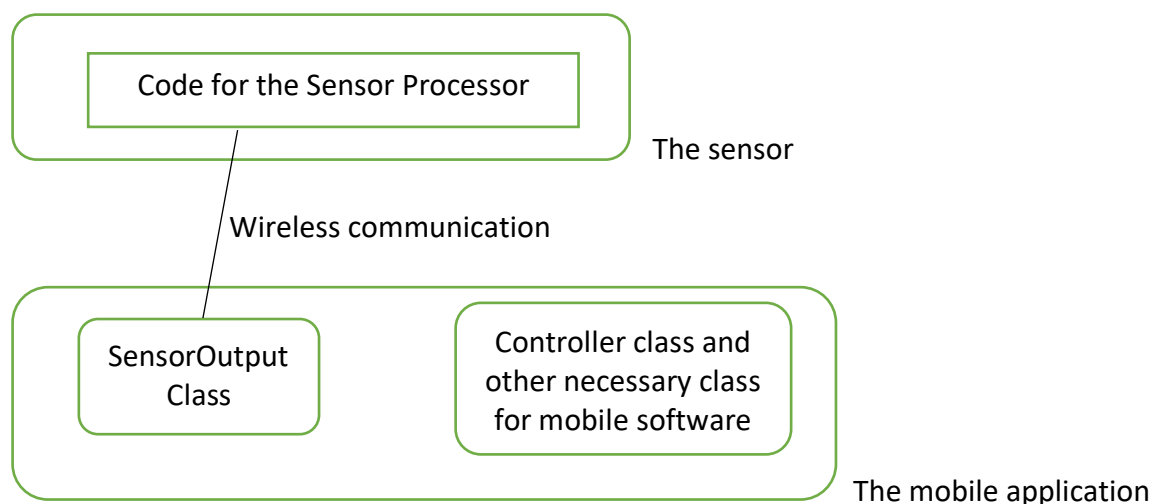 Code for the Sensor Processor
The sensor
Wireless communication
SensorOutput
Class
Controller class and
other necessary class
for mobile software
The mobile application